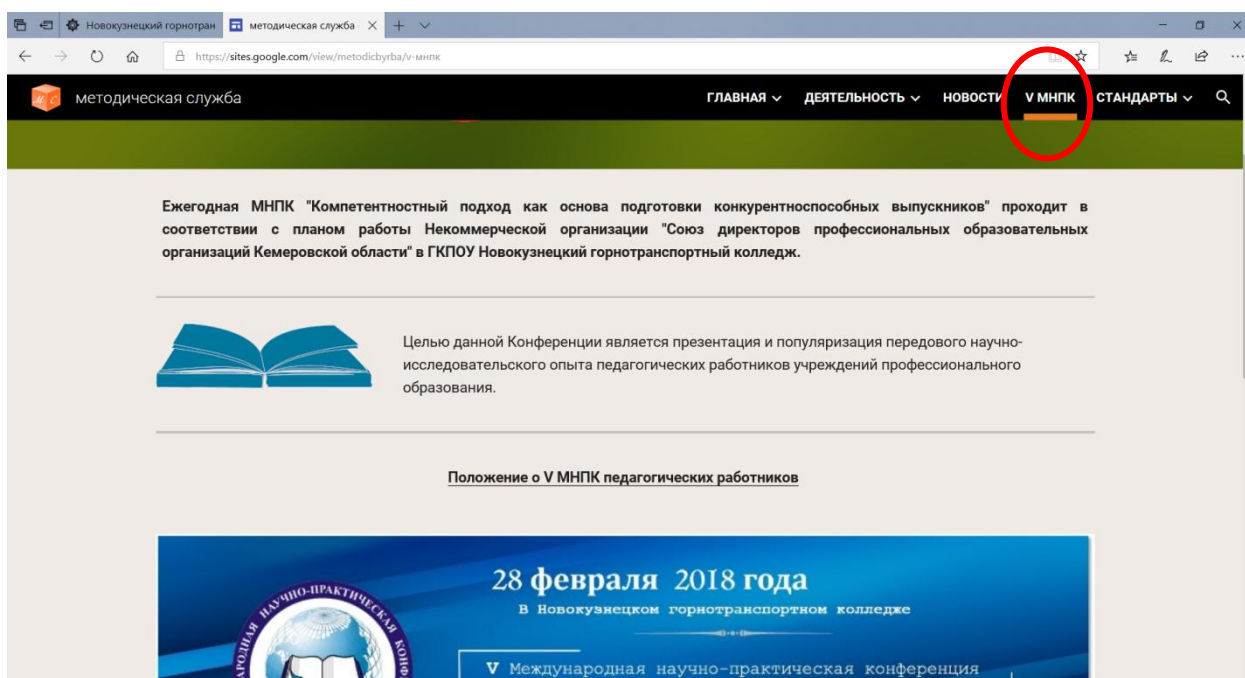 Новокузнецкий горнотран
методическая служба
https://sites.google.com/view/metodicbyrba/v-мнпк
МС методическая служба
ГЛАВНАЯ ДЕЯТЕЛЬНОСТЬ НОВОСТИ V МНПК СТАНДАРТЫ
Ежегодная МНПК "Компетентностный подход как основа подготовки конкурентноспособных выпускников" проходит в
соответствии с планом работы Некоммерческой организации "Союз директоров профессиональных образовательных
организаций Кемеровской области" в ГКПОУ Новокузнецкий горнотранспортный колледж.
Целью данной Конференции является презентация и популяризация передового научно-
исследовательского опыта педагогических работников учреждений профессионального
образования.
Положение о V МНПК педагогических работников
28 февраля 2018 года
в Новокузнецком горнотранспортном колледже
НАУЧНО-ПРАКТИЧЕСКАЯ
V Международная научно-практическая конференция